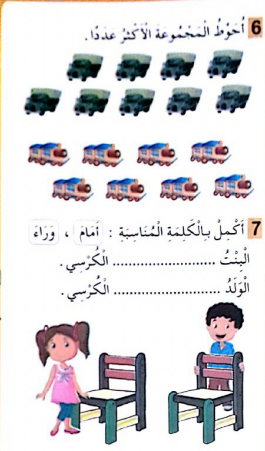 6 أُحَوِّطُ الْمَجْمُوعَةَ الْأَكْثَرُ عَدَدًا.
7 أَكْمِلْ بِالْكَلِمَةِ الْمُنَاسِبَةِ : أَمَامَ ، وَرَاءَ
الْبِنْتُ ........................ الْكُرْسِي.
الْوَلَدُ ........................ الْكُرْسِي.